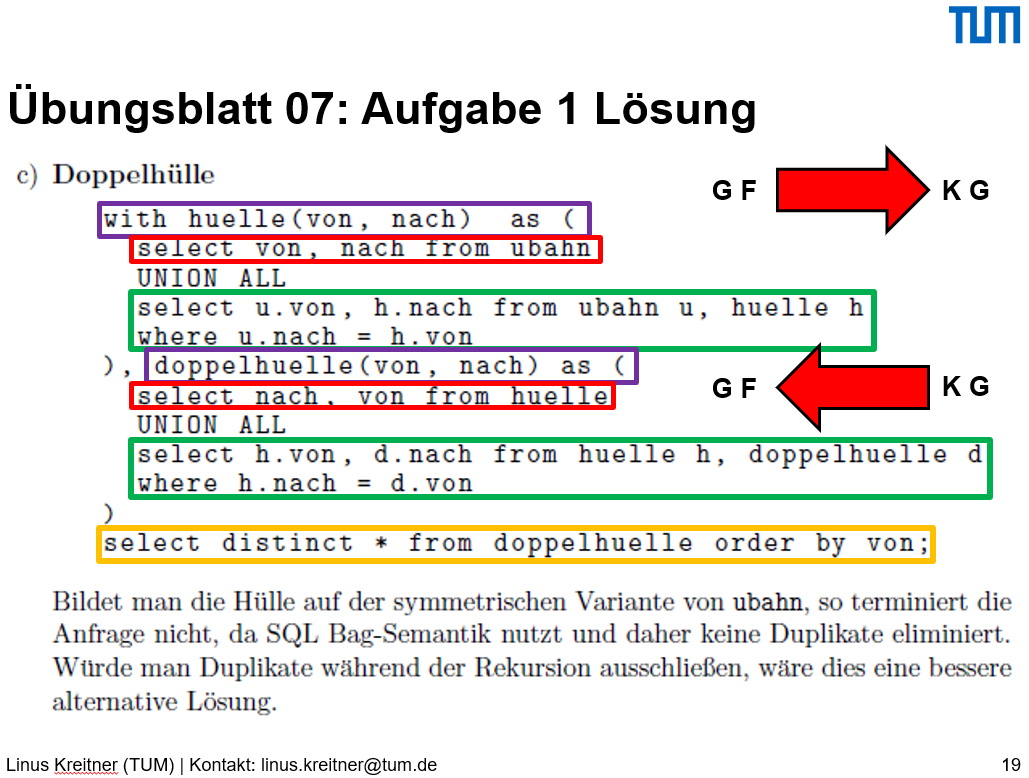 TUM
Übungsblatt 07: Aufgabe 1 Lösung
c) Doppelhülle
G F K G
with huelle(von, nach) as (
select von, nach from ubahn
UNION ALL
select u.von, h.nach from ubahn u, huelle h
where u.nach = h.von
), doppelhuelle(von, nach) as (
G F K G
select nach, von from huelle
UNION ALL
select h.von, d.nach from huelle h, doppelhuelle d
where h.nach = d.von
)
select distinct * from doppelhuelle order by von;
Bildet man die Hülle auf der symmetrischen Variante von ubahn, so terminiert die
Anfrage nicht, da SQL Bag-Semantik nutzt und daher keine Duplikate eliminiert.
Würde man Duplikate während der Rekursion ausschließen, wäre dies eine bessere
alternative Lösung.
Linus Kreitner (TUM) | Kontakt: linus.kreitner@tum.de 19